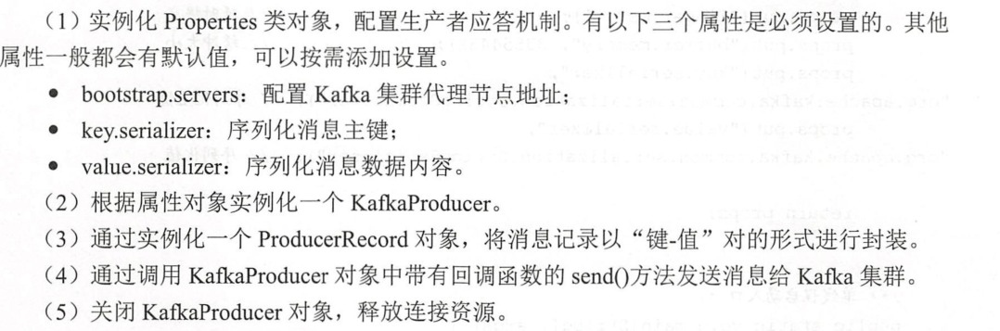 （1）实例化 Properties 类对象，配置生产者应答机制。有以下三个属性是必须设置的。其他
属性一般都会有默认值，可以按需添加设置。
● bootstrap.servers：配置 Kafka 集群代理节点地址；
● key.serializer：序列化消息主键；
● value.serializer：序列化消息数据内容。
（2）根据属性对象实例化一个 KafkaProducer。
（3）通过实例化一个 ProducerRecord 对象，将消息记录以“键-值”对的形式进行封装。
（4）通过调用 KafkaProducer 对象中带有回调函数的 send()方法发送消息给 Kafka 集群。
（5）关闭 KafkaProducer 对象，释放连接资源。